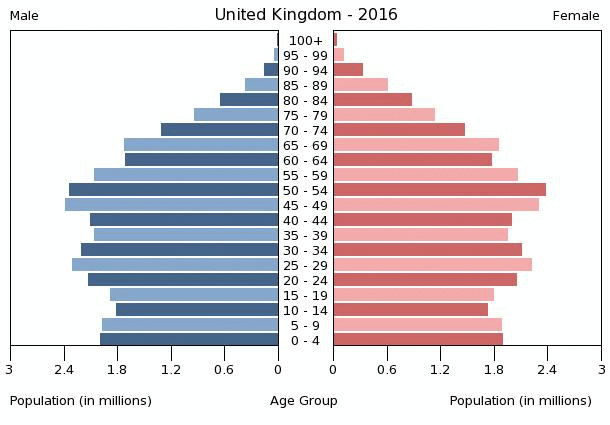 Male United Kingdom - 2016 Female
100+
95 - 99
90 - 94
85 - 89
80 - 84
75 - 79
70 - 74
65 - 69
60 - 64
55 - 59
50 - 54
45 - 49
40 - 44
35 - 39
30 - 34
25 - 29
20 - 24
15 - 19
10 - 14
5 - 9
0 - 4
3 2.4 1.8 1.2 0.6 0 0 0.6 1.2 1.8 2.4 3
Population (in millions) Age Group Population (in millions)